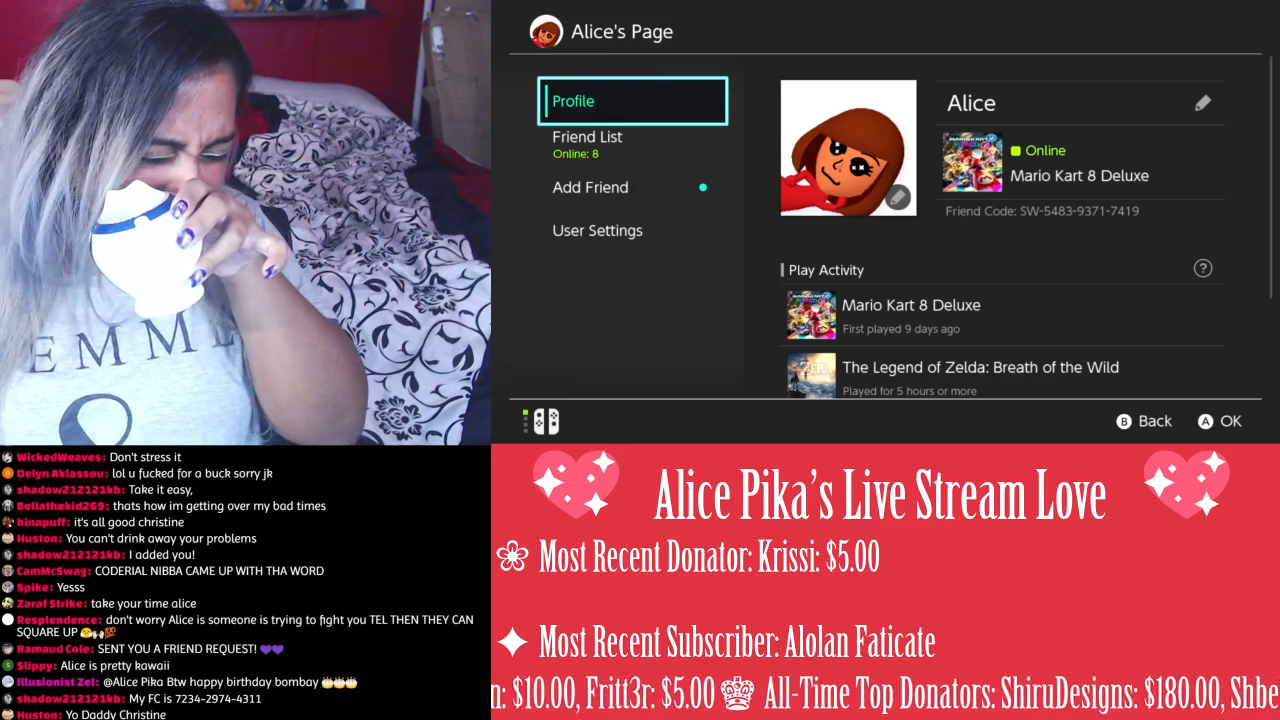 Alice's Page
Profile
Friend List
Online: 8
Add Friend
User Settings
Alice
Online
Mario Kart 8 Deluxe
Friend Code: SW-5483-9371-7419
Play Activity
?
Mario Kart 8 Deluxe
First played 9 days ago
The Legend of Zelda: Breath of the Wild
Played for 5 hours or more
B Back
A OK
EMME
WickedWeaves: Don't stress it
Delyn Aklassou: lol u fucked for a buck sorry jk
shadow212121kb: Take it easy,
Bellathekid269: thats how im getting over my bad times
hinapuff: it's all good christine
Huston: You can't drink away your problems
shadow212121kb: I added you!
CamMcSwag: CODERIAL NIBBA CAME UP WITH THA WORD
Spike: Yesss
Zaraf Strike: take your time alice
Resplendence: don't worry Alice is someone is trying to fight you TEL THEN THEY CAN
SQUARE UP 😤🙌🏻💯
Ramaud Cole: SENT YOU A FRIEND REQUEST! 💜💜
Slippy: Alice is pretty kawaii
Illusionist Zel: @Alice Pika Btw happy birthday bombay 🎂🎂🎂
shadow212121kb: My FC is 7234-2974-4311
Huston: Yo Daddy Christine
Alice Pika's Live Stream Love
Most Recent Donator: Krissi: $5.00
Most Recent Subscriber: Alolan Faticate
n: $10.00, Fritt3r: $5.00 ♛ All-Time Top Donators: ShiruDesigns: $180.00, Shbe